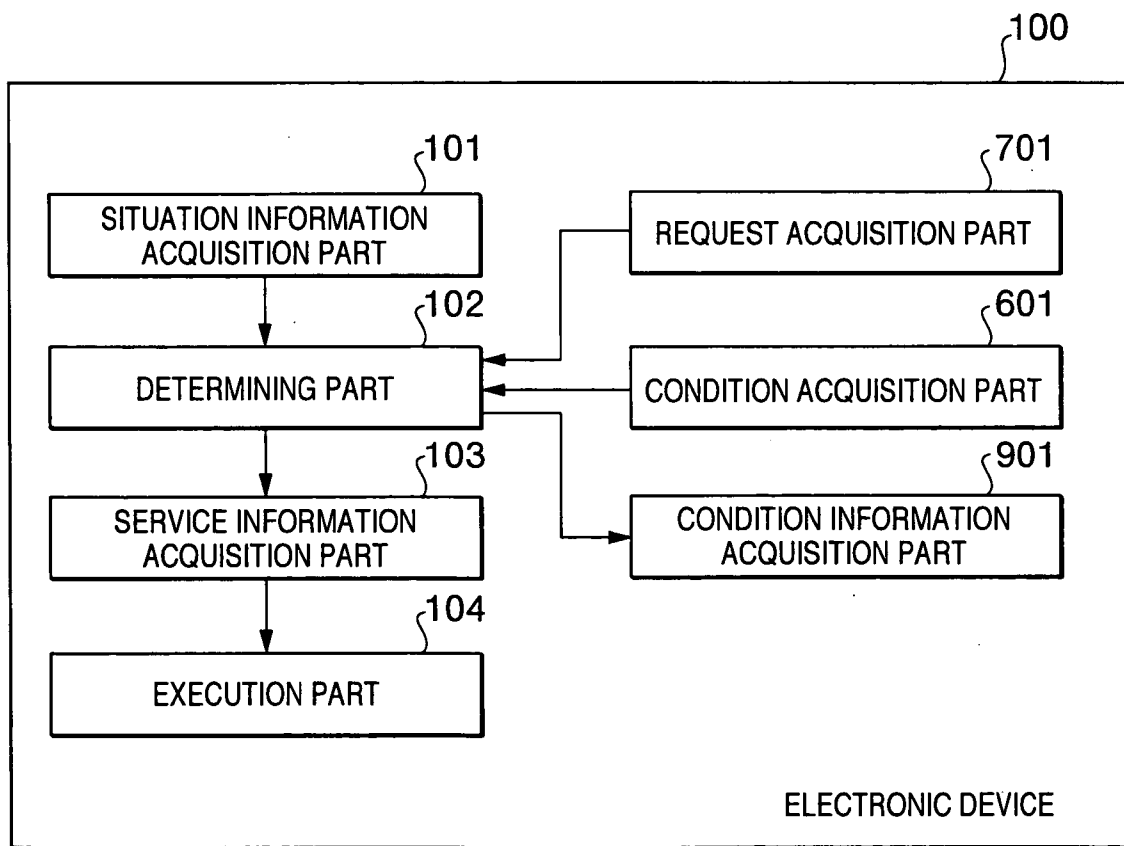 100
101
SITUATION INFORMATION
ACQUISITION PART
701
REQUEST ACQUISITION PART
102
DETERMINING PART
601
CONDITION ACQUISITION PART
103
SERVICE INFORMATION
ACQUISITION PART
901
CONDITION INFORMATION
ACQUISITION PART
104
EXECUTION PART
ELECTRONIC DEVICE